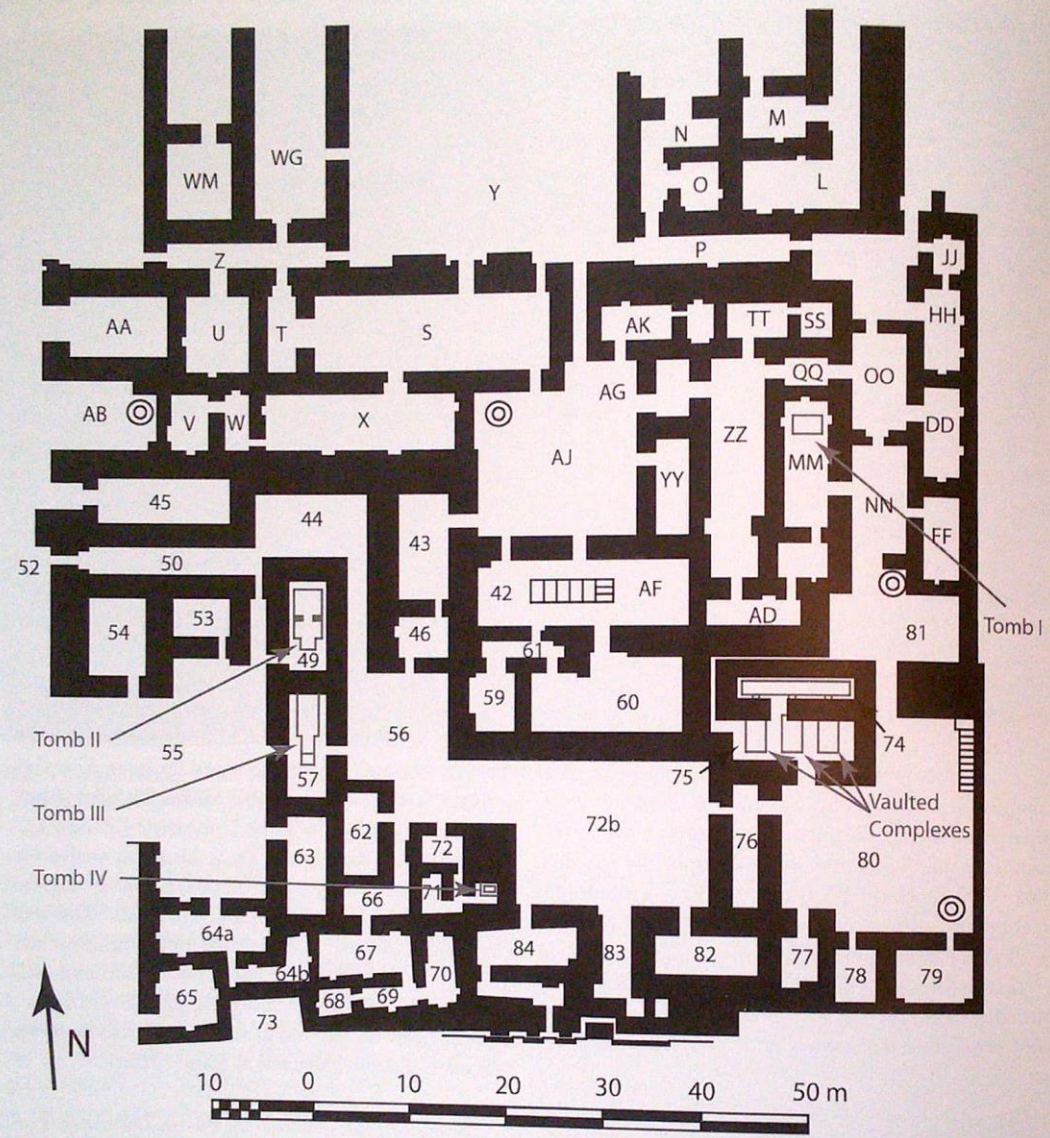 M
N
WG
WM
O
L
Y
P
Z
JJ
HH
AA
U
T
S
AK
TT
SS
QQ
OO
AG
AB
V
W
X
DD
ZZ
AJ
MM
YY
45
44
NN
43
FF
50
52
42
AF
53
AD
54
46
81
Tomb I
61
49
59
60
56
74
Tomb II
55
57
75
Vaulted
Complexes
Tomb III
62
72b
76
80
63
72
Tomb IV
71
66
64a
67
84
83
82
77
64b
70
78
79
65
68
69
73
N
10 0 10 20 30 40 50 m